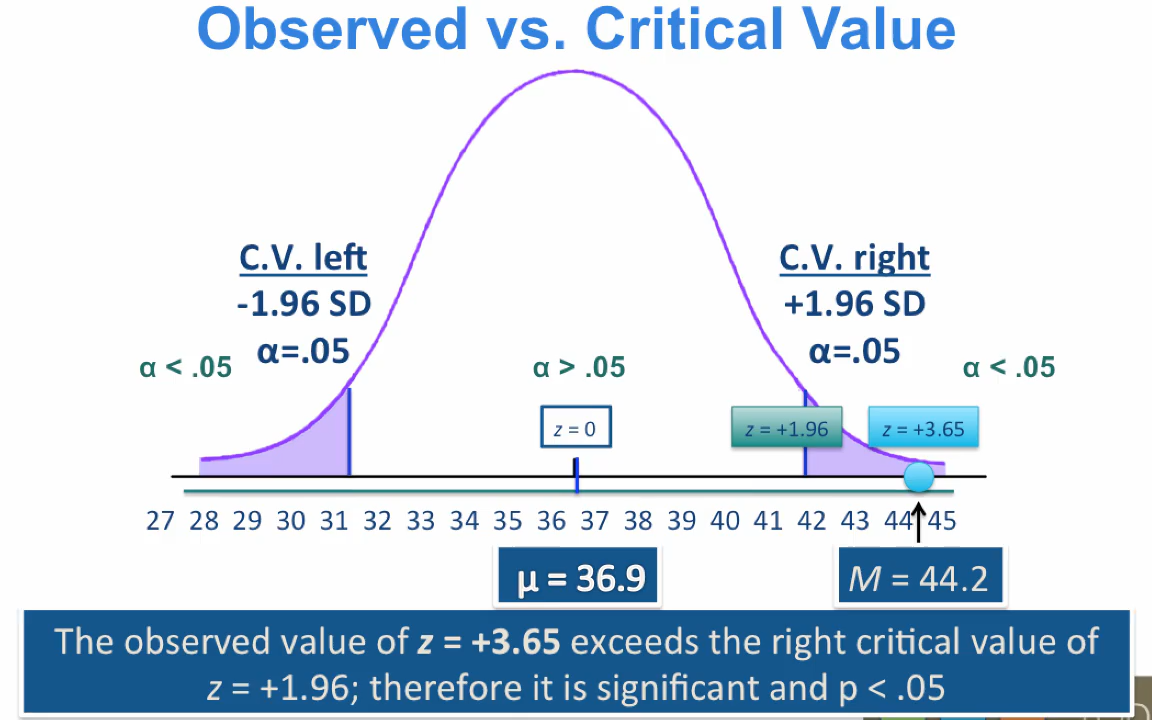 Observed vs. Critical Value
C.V. left
-1.96 SD
α=.05
C.V. right
+1.96 SD
α=.05
α < .05
α > .05
α < .05
z = 0
z = +1.96
z = +3.65
27 28 29 30 31 32 33 34 35 36 37 38 39 40 41 42 43 44 45
μ = 36.9
M = 44.2
The observed value of z = +3.65 exceeds the right critical value of
z = +1.96; therefore it is significant and p < .05